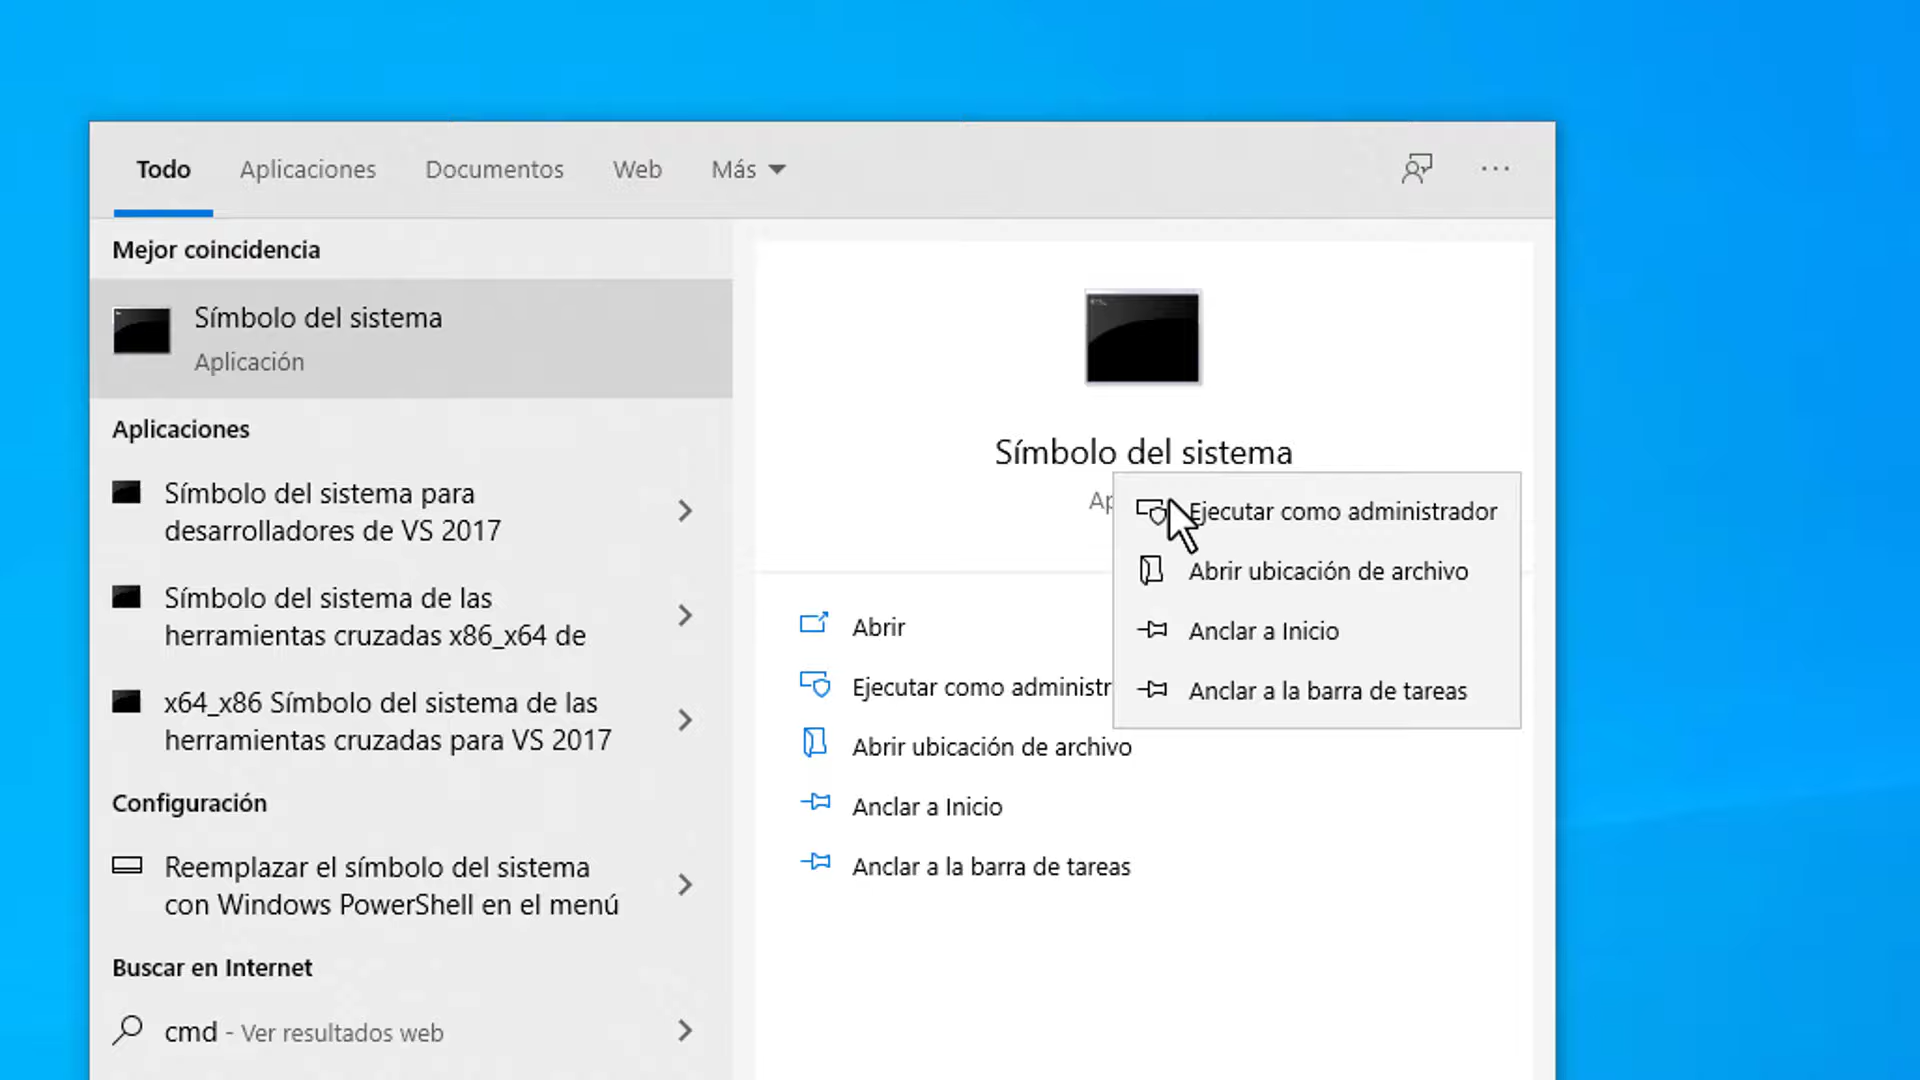 Todo Aplicaciones Documentos Web Más
Mejor coincidencia
Símbolo del sistema
Aplicación
Aplicaciones
Símbolo del sistema para
desarrolladores de VS 2017
Símbolo del sistema de las
herramientas cruzadas x86_x64 de
x64_x86 Símbolo del sistema de las
herramientas cruzadas para VS 2017
Configuración
Reemplazar el símbolo del sistema
con Windows PowerShell en el menú
Buscar en Internet
cmd - Ver resultados web
Símbolo del sistema
Ap
Abrir
Ejecutar como administr
Abrir ubicación de archivo
Anclar a Inicio
Anclar a la barra de tareas
Ejecutar como administrador
Abrir ubicación de archivo
Anclar a Inicio
Anclar a la barra de tareas